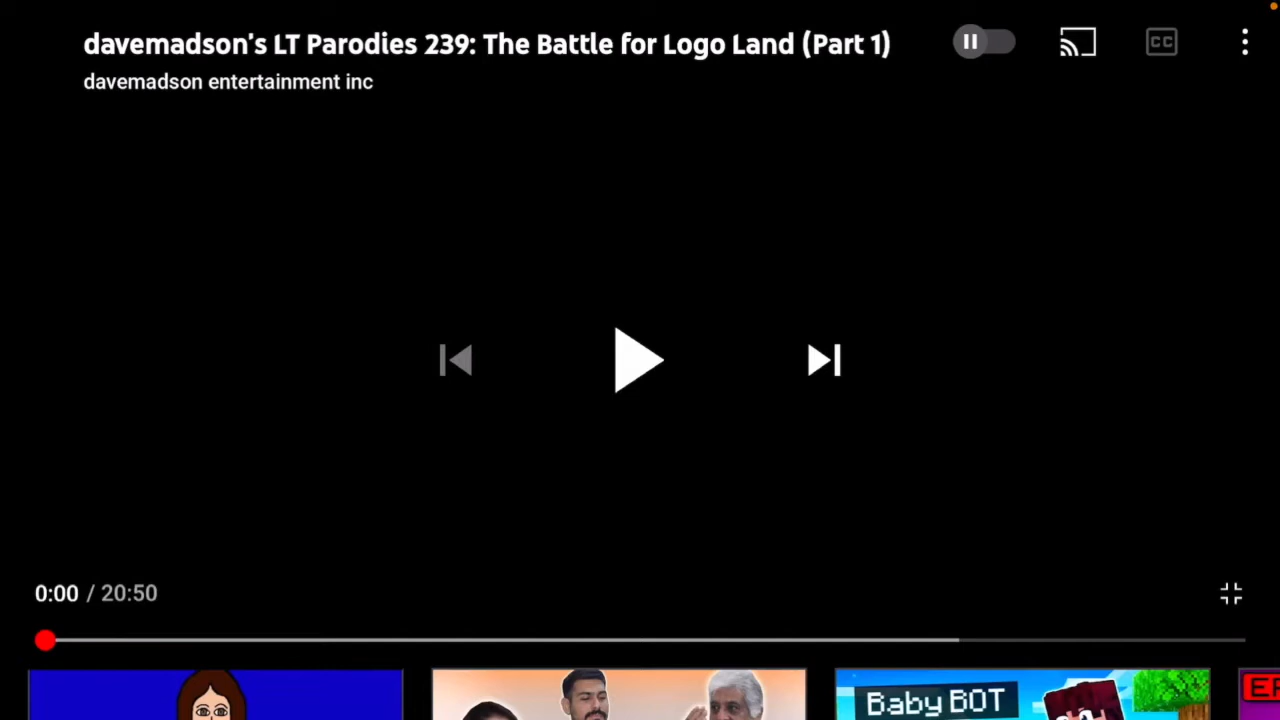 davemadson's LT Parodies 239: The Battle for Logo Land (Part 1)
davemadson entertainment inc
CC
0:00 / 20:50
Baby BOT